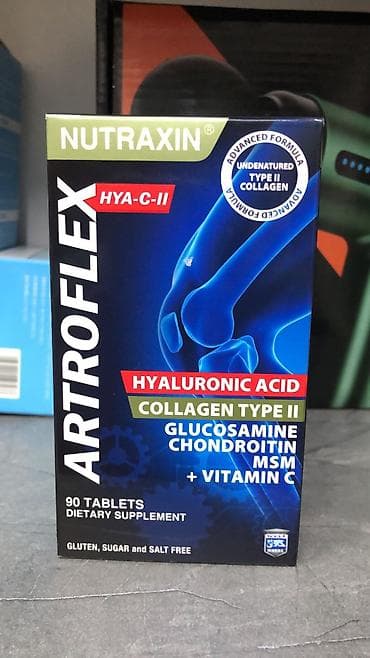 NUTRAXIN®
ADVANCED FORMULA
UNDENATURED
TYPE II
COLLAGEN
ADVANCED FORMULA
ARTROFLEX
HYA-C-II
HYALURONIC ACID
COLLAGEN TYPE II
GLUCOSAMINE
CHONDROITIN
MSM
+ VITAMIN C
90 TABLETS
DIETARY SUPPLEMENT
GLUTEN, SUGAR and SALT FREE